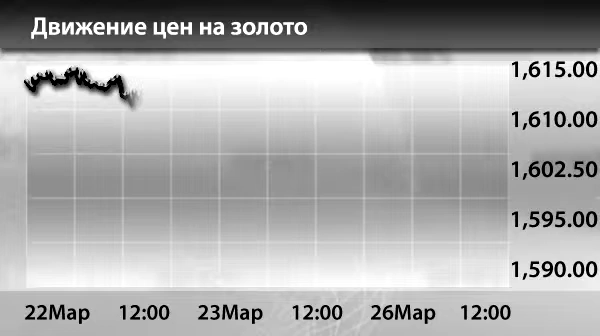 Движение цен на золото
1,615.00
1,610.00
1,602.50
1,595.00
1,590.00
22Мар 12:00 23Мар 12:00 26Мар 12:00